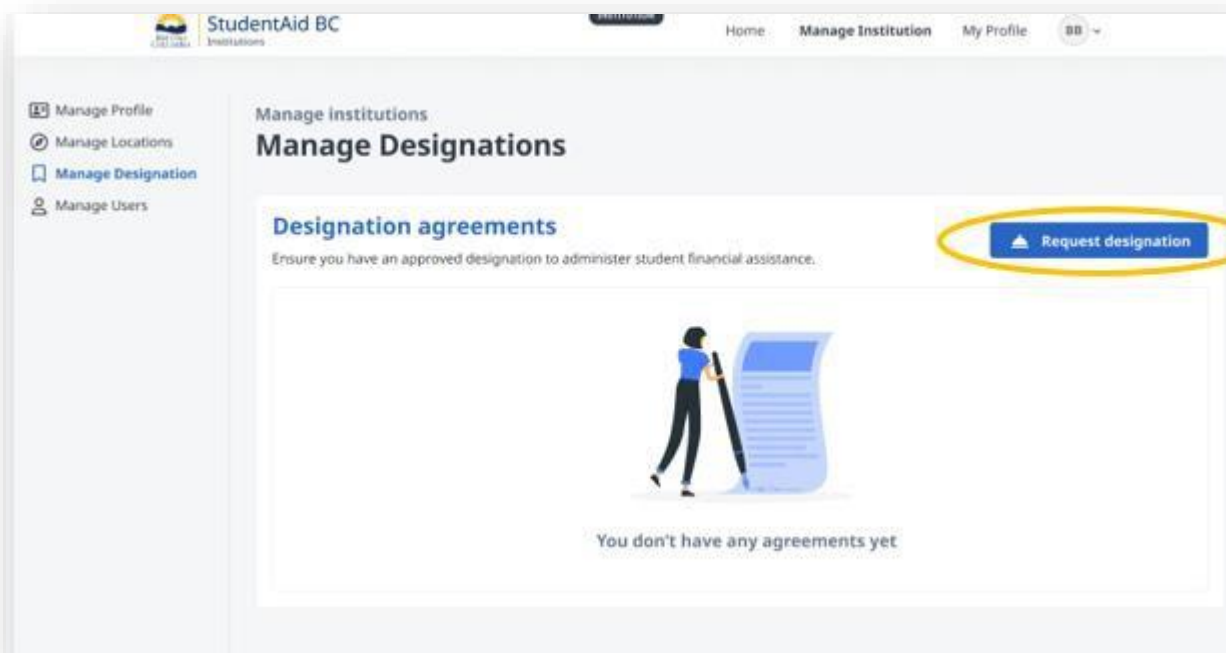 StudentAid BC
Institutions
Home
Manage Institution
My Profile
BB
Manage Profile
Manage Locations
Manage Designation
Manage Users
Manage institutions
Manage Designations
Designation agreements
Request designation
Ensure you have an approved designation to administer student financial assistance.
You don't have any agreements yet